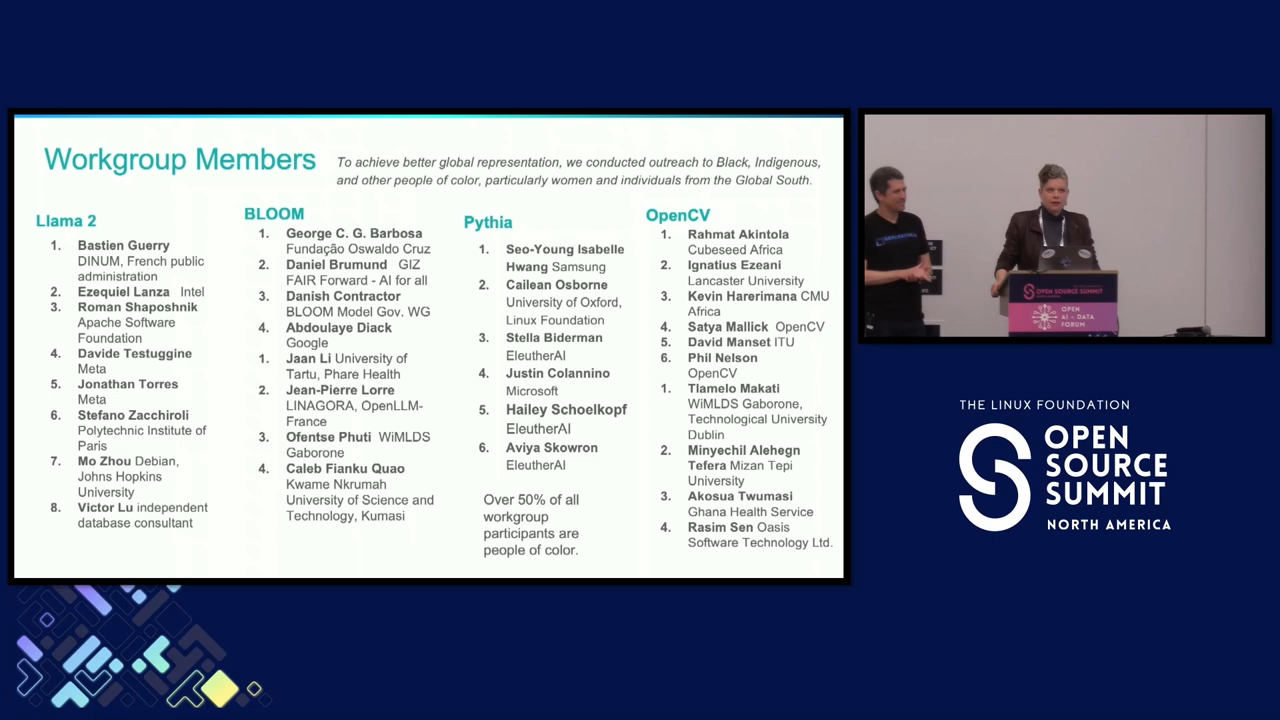 Workgroup Members
To achieve better global representation, we conducted outreach to Black, Indigenous,
and other people of color, particularly women and individuals from the Global South.
Llama 2
1. Bastien Guerry
DINUM, French public
administration
2. Ezequiel Lanza Intel
3. Roman Shaposhnik
Apache Software
Foundation
4. Davide Testuggine
Meta
5. Jonathan Torres
Meta
6. Stefano Zacchiroli
Polytechnic Institute of
Paris
7. Mo Zhou Debian,
Johns Hopkins
University
8. Victor Lu independent
database consultant
BLOOM
1. George C. G. Barbosa
Fundação Oswaldo Cruz
2. Daniel Brumund GIZ
FAIR Forward - AI for all
3. Danish Contractor
BLOOM Model Gov. WG
4. Abdoulaye Diack
Google
1. Jaan Li University of
Tartu, Phare Health
2. Jean-Pierre Lorre
LINAGORA, OpenLLM-
France
3. Ofentse Phuti WiMLDS
Gaborone
4. Caleb Fianku Quao
Kwame Nkrumah
University of Science and
Technology, Kumasi
Pythia
1. Seo-Young Isabelle
Hwang Samsung
2. Cailean Osborne
University of Oxford,
Linux Foundation
3. Stella Biderman
EleutherAI
4. Justin Colannino
Microsoft
5. Hailey Schoelkopf
EleutherAI
6. Aviya Skowron
EleutherAI
Over 50% of all
workgroup
participants are
people of color.
OpenCV
1. Rahmat Akintola
Cubeseed Africa
2. Ignatius Ezeani
Lancaster University
3. Kevin Harerimana CMU
Africa
4. Satya Mallick OpenCV
5. David Manset ITU
6. Phil Nelson
OpenCV
1. Tlamelo Makati
WiMLDS Gaborone,
Technological University
Dublin
2. Minyechil Alehegn
Tefera Mizan Tepi
University
3. Akosua Twumasi
Ghana Health Service
4. Rasim Sen Oasis
Software Technology Ltd.
OPEN SOURCE SUMMIT
OPEN
AI + DATA
FORUM
THE LINUX FOUNDATION
OPEN
SOURCE
SUMMIT
NORTH AMERICA